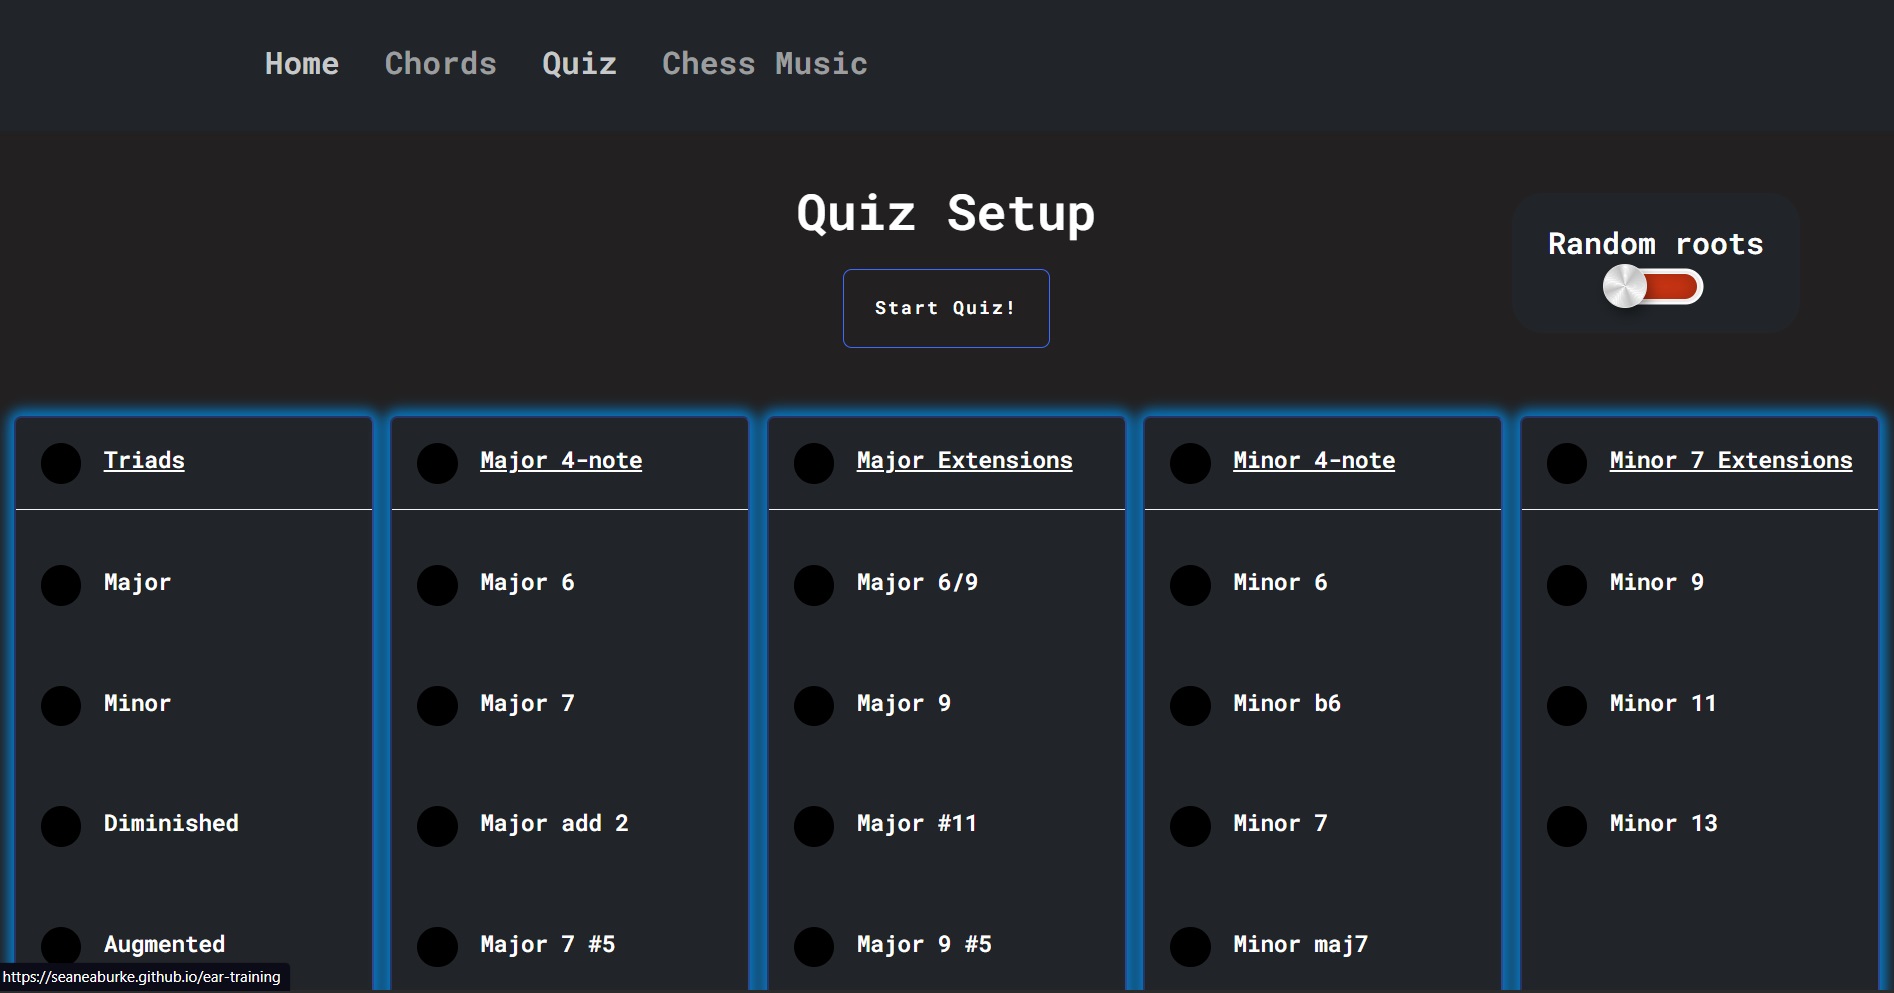 Home Chords Quiz Chess Music
Quiz Setup
Random roots
Start Quiz!
Triads
Major
Minor
Diminished
Augmented
Major 4-note
Major 6
Major 7
Major add 2
Major 7 #5
Major Extensions
Major 6/9
Major 9
Major #11
Major 9 #5
Minor 4-note
Minor 6
Minor b6
Minor 7
Minor maj7
Minor 7 Extensions
Minor 9
Minor 11
Minor 13
https://seaneaburke.github.io/ear-training